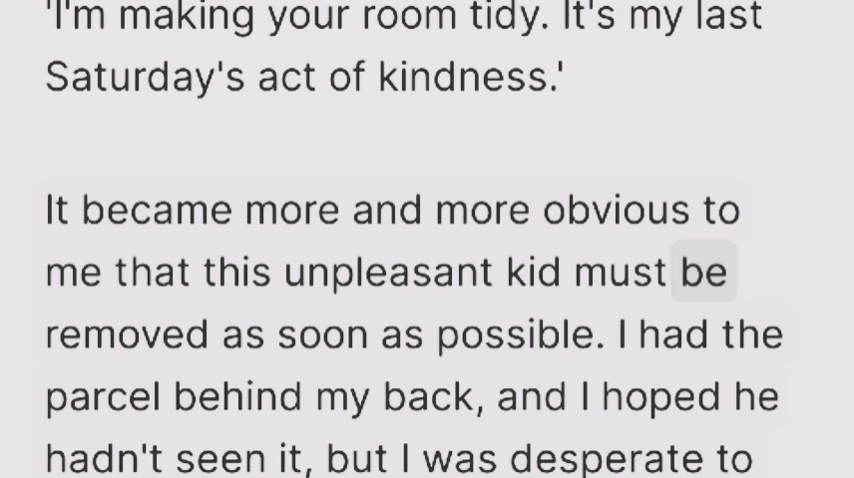 'I'm making your room tidy. It's my last
Saturday's act of kindness.'
It became more and more obvious to
me that this unpleasant kid must be
removed as soon as possible. I had the
parcel behind my back, and I hoped he
hadn't seen it, but I was desperate to